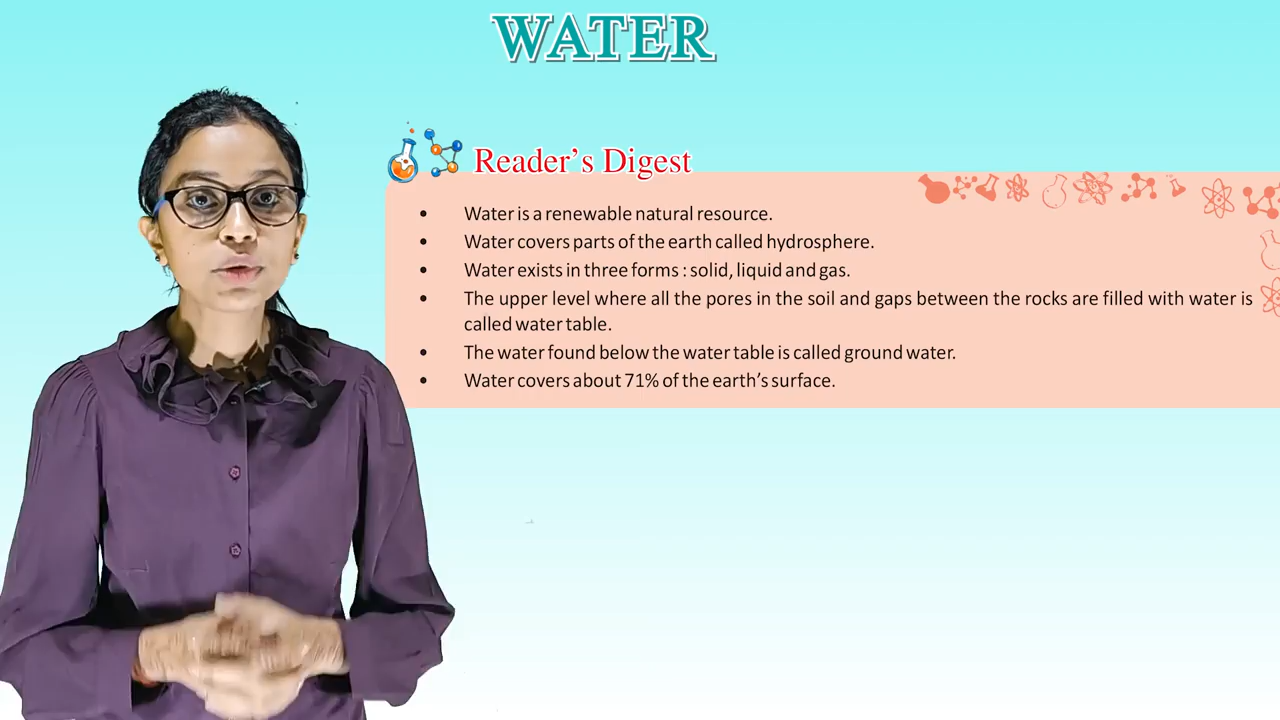 WATER
Reader’s Digest
• Water is a renewable natural resource.
• Water covers parts of the earth called hydrosphere.
• Water exists in three forms : solid, liquid and gas.
• The upper level where all the pores in the soil and gaps between the rocks are filled with water is
called water table.
• The water found below the water table is called ground water.
• Water covers about 71% of the earth’s surface.